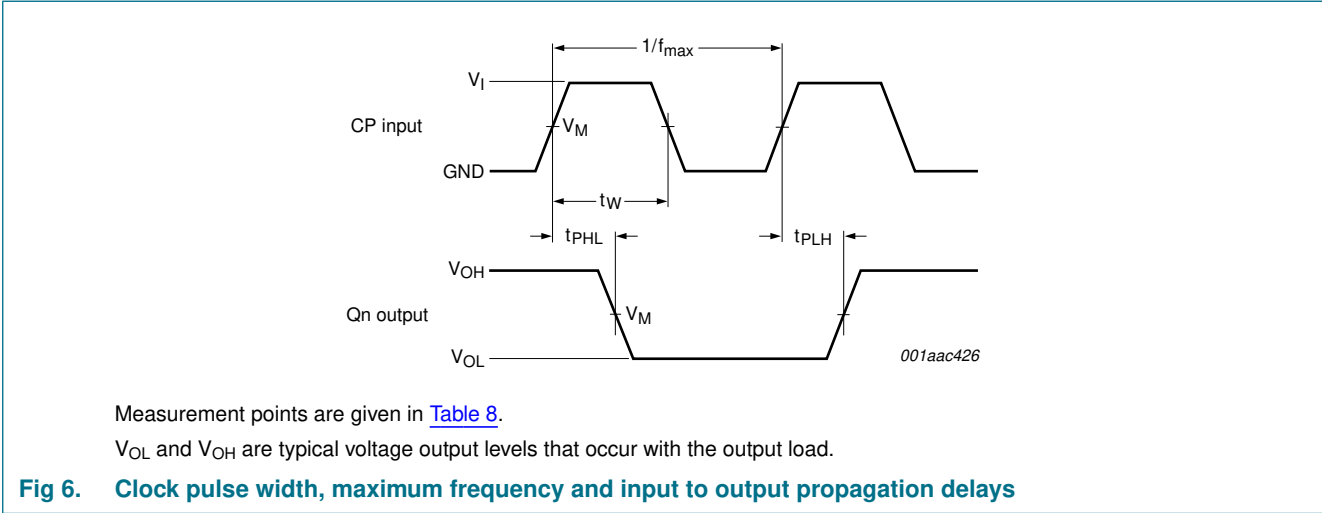 1/fmax
VI
CP input
VM
GND
tW
tPHL
tPLH
VOH
Qn output
VM
VOL
001aac426
Measurement points are given in Table 8.
VOL and VOH are typical voltage output levels that occur with the output load.
Fig 6. Clock pulse width, maximum frequency and input to output propagation delays